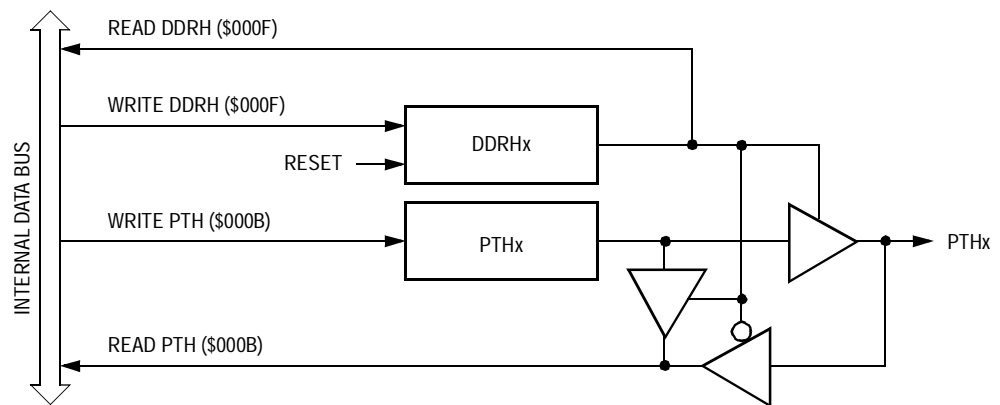 READ DDRH ($000F)
WRITE DDRH ($000F)
DDRHx
RESET
WRITE PTH ($000B)
PTHx
PTHx
READ PTH ($000B)
INTERNAL DATA BUS